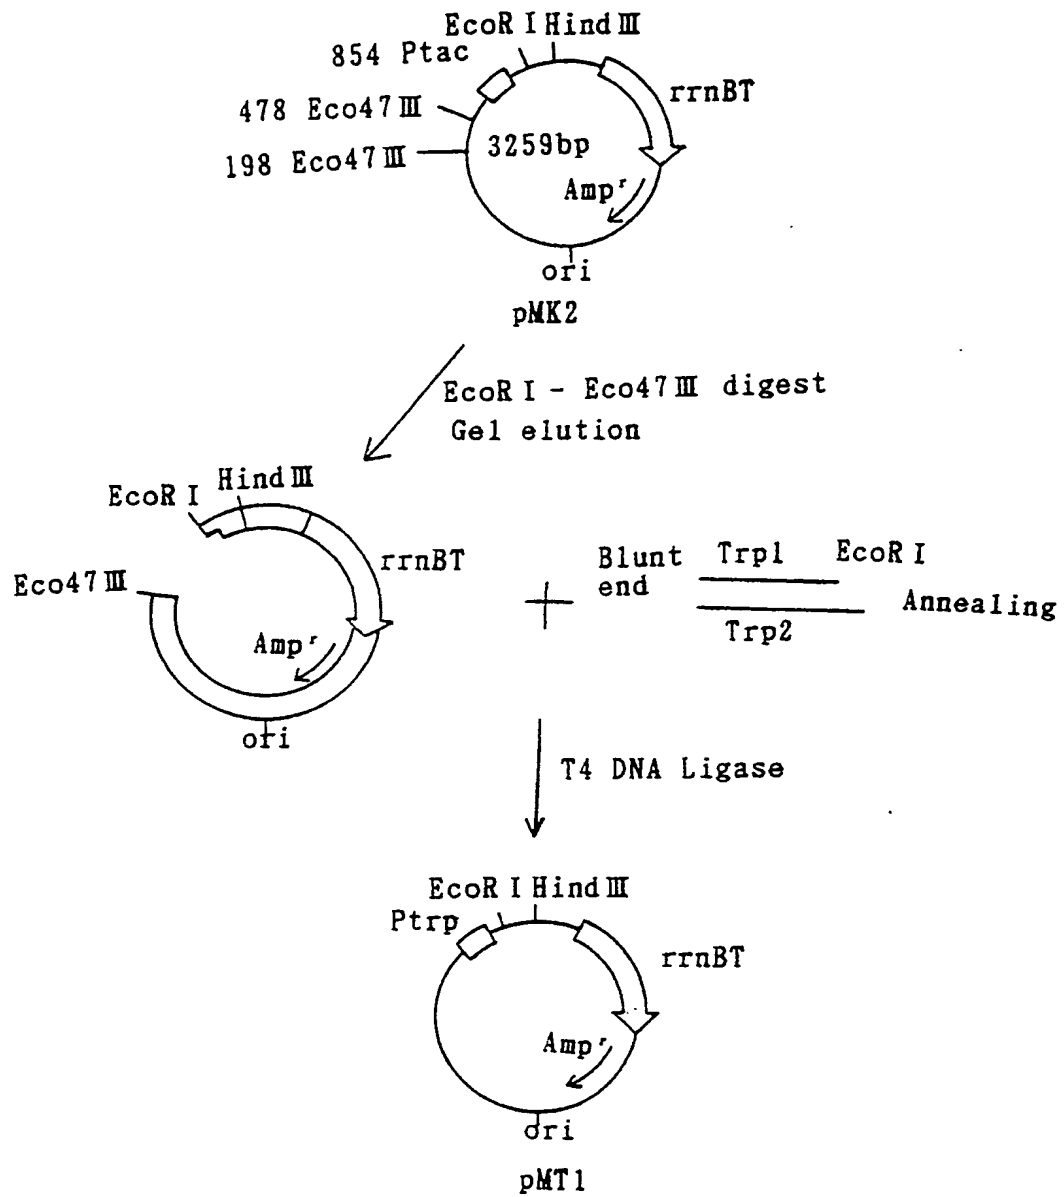 EcoR I Hind III
854 Ptac
rrnBT
478 Eco47 III
3259bp
198 Eco47 III
Amp^r
ori
pMK2
EcoR I - Eco47 III digest
Gel elution
Hind III
EcoR I
rrnBT
Blunt end
Trp1
EcoR I
Eco47 III
Annealing
Trp2
Amp^r
ori
T4 DNA Ligase
EcoR I Hind III
Ptrp
rrnBT
Amp^r
ori
pMT1